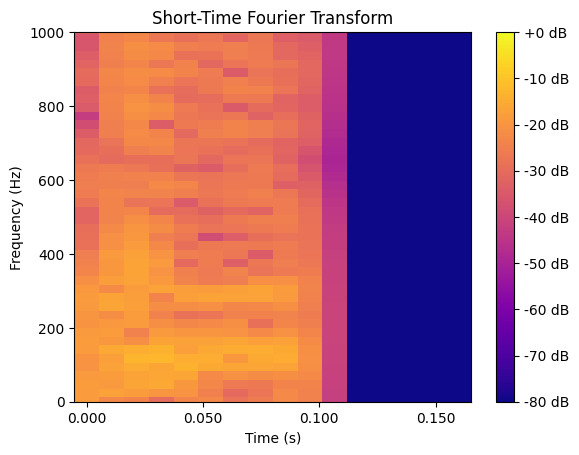 Short-Time Fourier Transform
1000
800
600
400
200
0
Frequency (Hz)
0.000
0.050
0.100
0.150
Time (s)
+0 dB
-10 dB
-20 dB
-30 dB
-40 dB
-50 dB
-60 dB
-70 dB
-80 dB